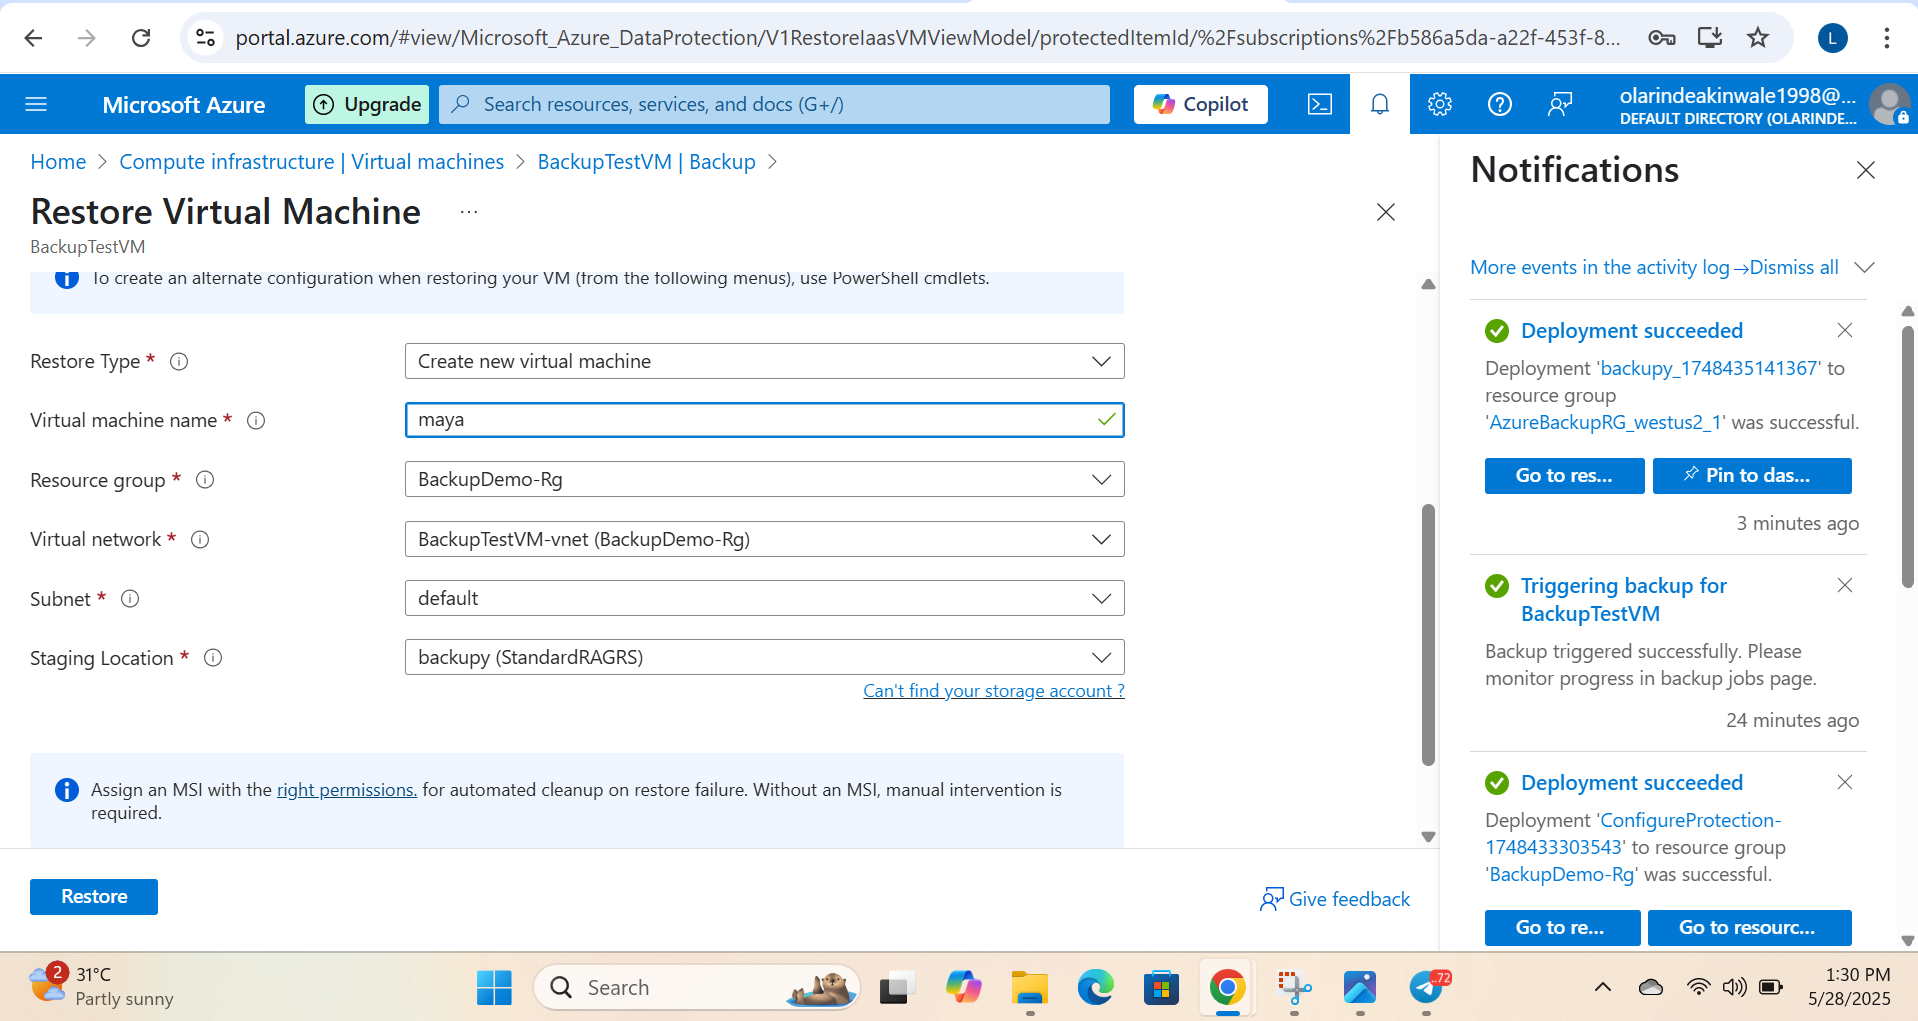 portal.azure.com/#view/Microsoft_Azure_DataProtection/V1RestoreIaasVMViewModel/protectedItemId/%2Fsubscriptions%2Fb586a5da-a22f-453f-8...
L
Microsoft Azure
Upgrade
Search resources, services, and docs (G+/)
Copilot
olarindeakinwale1998@...
DEFAULT DIRECTORY (OLARINDE...
Home > Compute infrastructure | Virtual machines > BackupTestVM | Backup >
Restore Virtual Machine ...
BackupTestVM
To create an alternate configuration when restoring your VM (from the following menus), use PowerShell cmdlets.
Restore Type *
Create new virtual machine
Virtual machine name *
maya
Resource group *
BackupDemo-Rg
Virtual network *
BackupTestVM-vnet (BackupDemo-Rg)
Subnet *
default
Staging Location *
backupy (StandardRAGRS)
Can't find your storage account ?
Assign an MSI with the right permissions. for automated cleanup on restore failure. Without an MSI, manual intervention is
required.
Restore
Give feedback
Notifications
More events in the activity log → Dismiss all
Deployment succeeded
Deployment 'backupy_1748435141367' to
resource group
'AzureBackupRG_westus2_1' was successful.
Go to res...
Pin to das...
3 minutes ago
Triggering backup for
BackupTestVM
Backup triggered successfully. Please
monitor progress in backup jobs page.
24 minutes ago
Deployment succeeded
Deployment 'ConfigureProtection-
1748433303543' to resource group
'BackupDemo-Rg' was successful.
Go to re...
Go to resourc...
2
31°C
Partly sunny
Search
.72
1:30 PM
5/28/2025